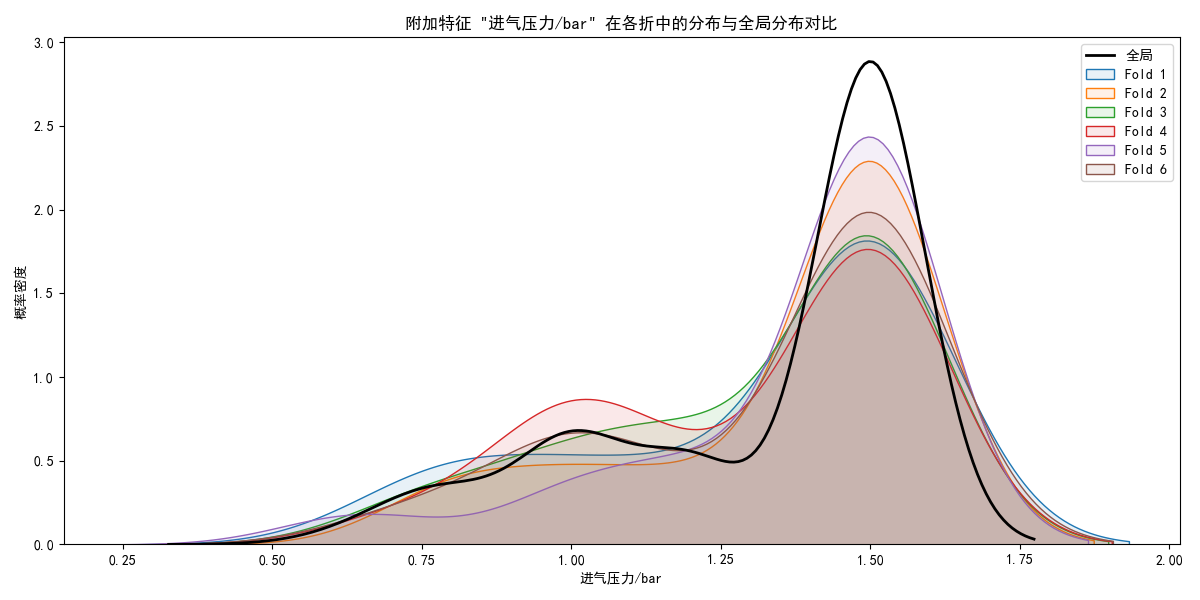 附加特征 "进气压力/bar" 在各折中的分布与全局分布对比
全局
Fold 1
Fold 2
Fold 3
Fold 4
Fold 5
Fold 6
概率密度
3.0
2.5
2.0
1.5
1.0
0.5
0.0
0.25 0.50 0.75 1.00 1.25 1.50 1.75 2.00
进气压力/bar